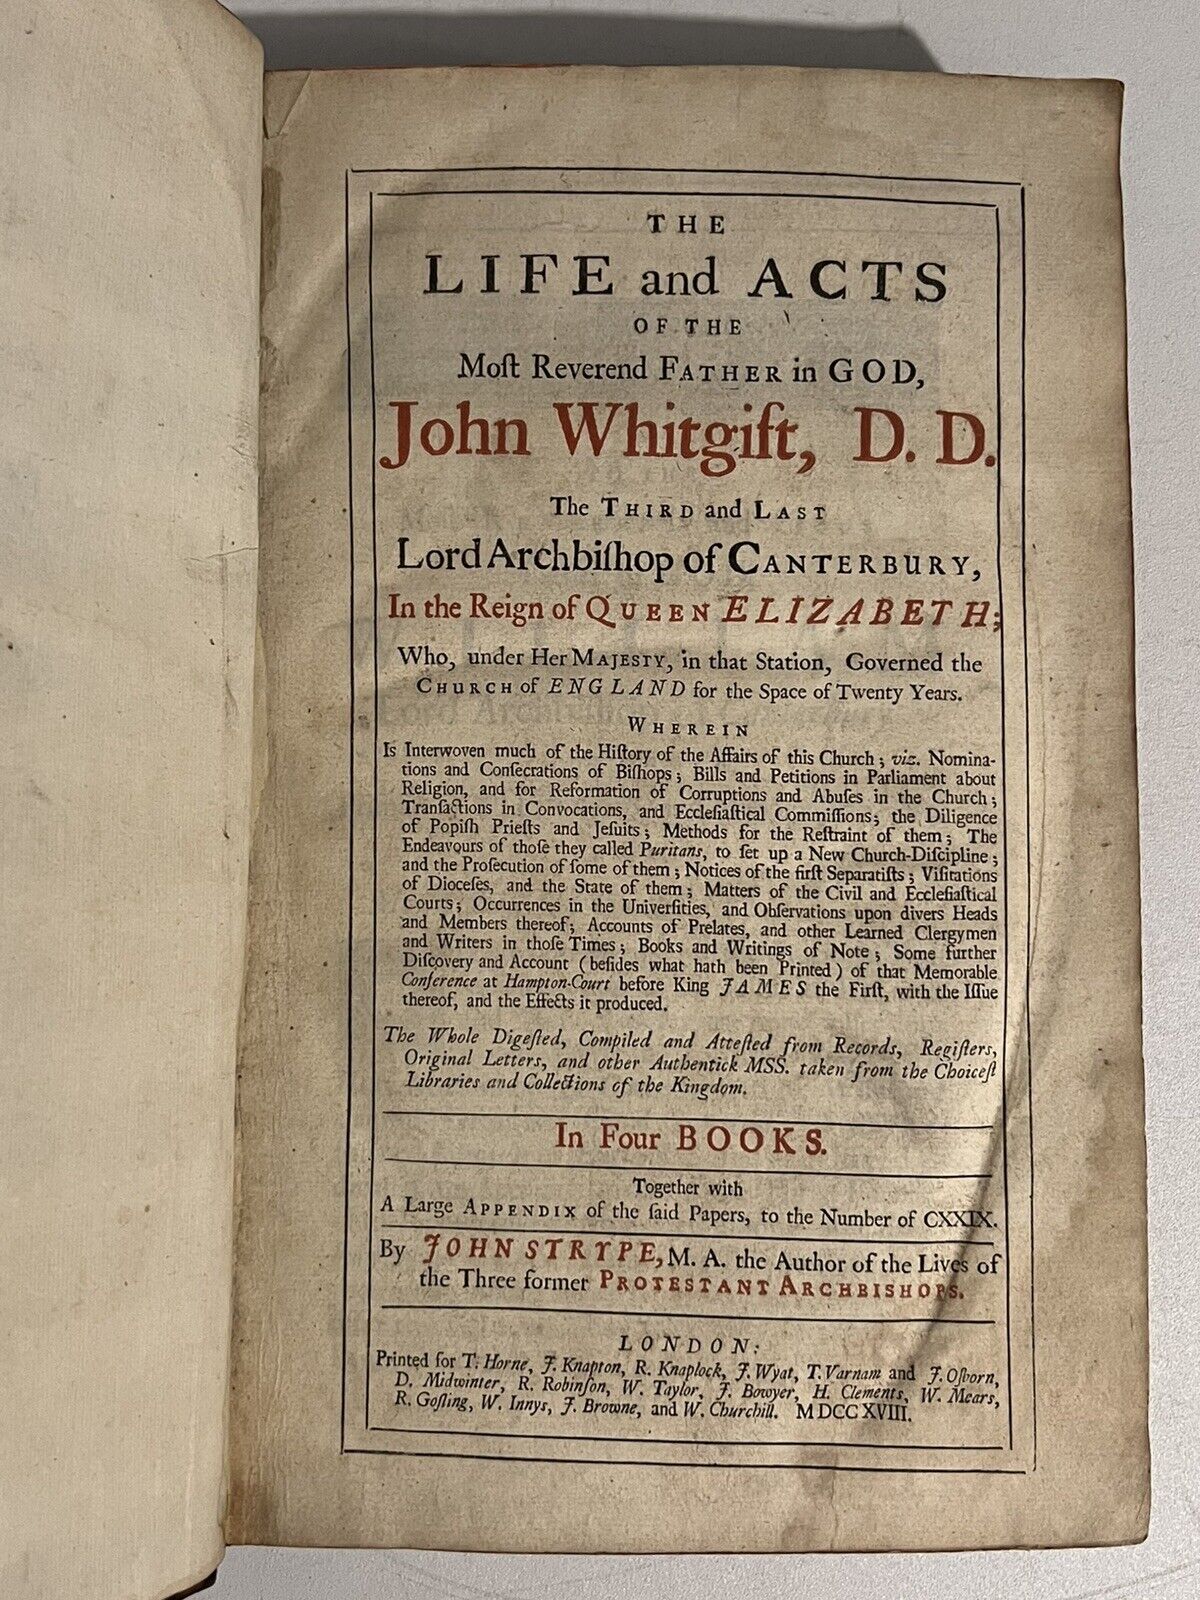 THE
LIFE and ACTS
OF THE
Moſt Reverend FATHER in GOD,
John Whitgift, D. D.
The THIRD and LAST
Lord Archbiſhop of CANTERBURY,
In the Reign of QUEEN ELIZABETH;
Who, under Her MAJESTY, in that Station, Governed the
CHURCH of ENGLAND for the Space of Twenty Years.
WHEREIN
Is Interwoven much of the Hiſtory of the Affairs of this Church; viz. Nomina-
tions and Conſecrations of Biſhops; Bills and Petitions in Parliament about
Religion, and for Reformation of Corruptions and Abuſes in the Church;
Tranſactions in Convocations, and Eccleſiaſtical Commiſſions; the Diligence
of Popiſh Prieſts and Jeſuits; Methods for the Reſtraint of them; The
Endeavours of thoſe they called Puritans, to ſet up a New Church-Diſcipline;
and the Proſecution of ſome of them; Notices of the firſt Separatiſts; Viſitations
of Dioceſes, and the State of them; Matters of the Civil and Eccleſiaſtical
Courts; Occurrences in the Univerſities, and Obſervations upon divers Heads
and Members thereof; Accounts of Prelates, and other Learned Clergymen
and Writers in thoſe Times; Books and Writings of Note; Some further
Diſcovery and Account (beſides what hath been Printed) of that Memorable
Conference at Hampton-Court before King JAMES the Firſt, with the Iſſue
thereof, and the Effects it produced.
The Whole Digeſted, Compiled and Atteſted from Records, Regiſters,
Original Letters, and other Authentick MSS. taken from the Choiceſt
Libraries and Collections of the Kingdom.
In Four BOOKS.
Together with
A Large APPENDIX of the ſaid Papers, to the Number of CXXIX.
By JOHN STRYPE, M. A. the Author of the Lives of
the Three former PROTESTANT ARCHBISHOPS.
LONDON:
Printed for T. Horne, J. Knapton, R. Knaplock, J. Wyat, T. Varnam and J. Oſborn,
D. Midwinter, R. Robinſon, W. Taylor, J. Bowyer, H. Clements, W. Mears,
R. Goſling, W. Innys, J. Browne, and W. Churchill. MDCCXVIII.